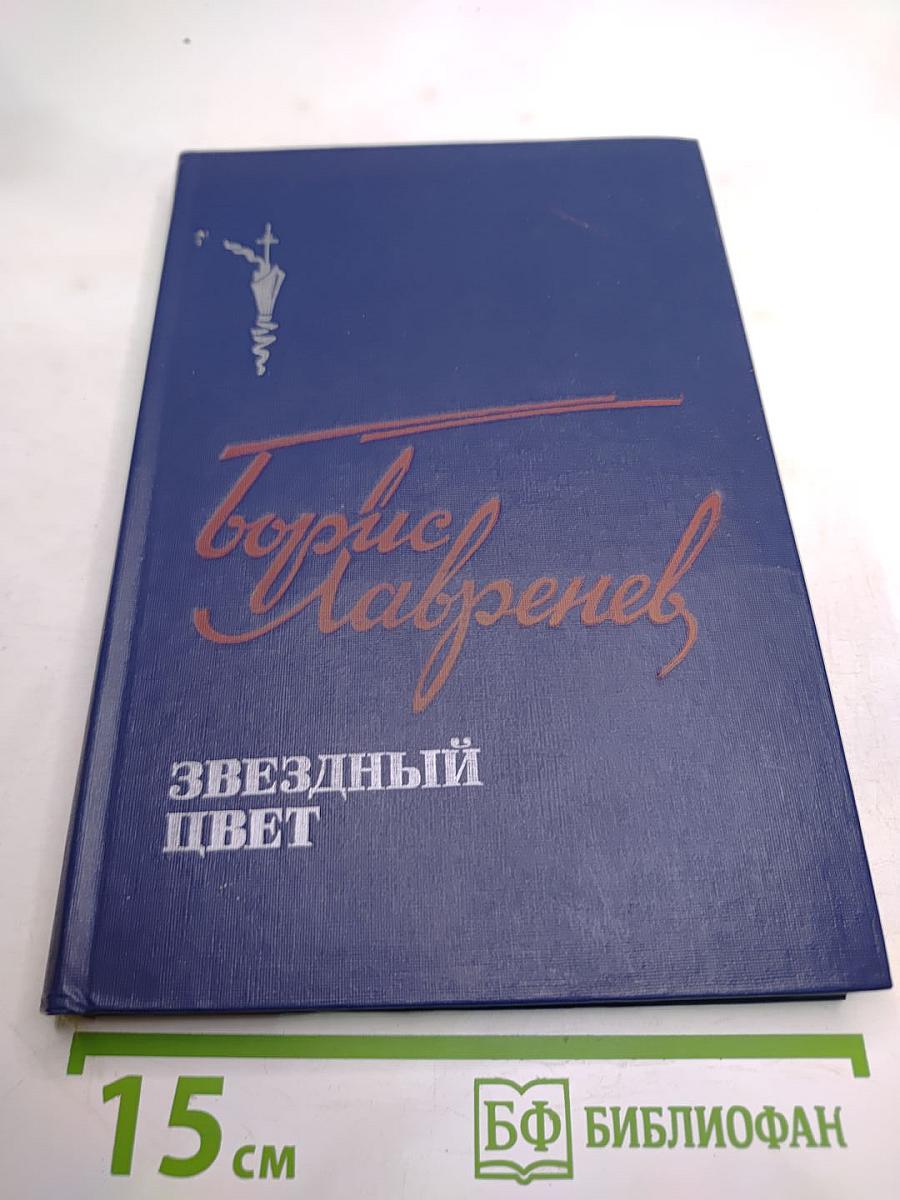 Борис
Лавренев
ЗВЕЗДНЫЙ
ЦВЕТ
15 см
БФ БИБЛИОФАН